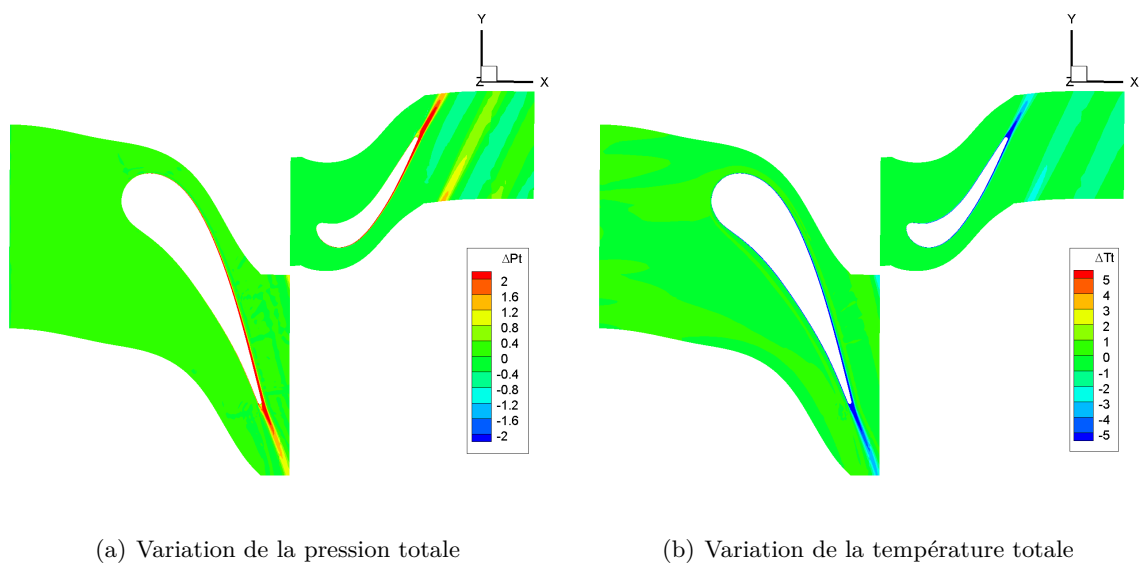 Y
Z X
ΔPt
2
1.6
1.2
0.8
0.4
0
-0.4
-0.8
-1.2
-1.6
-2
(a) Variation de la pression totale
Y
Z X
ΔTt
5
4
3
2
1
0
-1
-2
-3
-4
-5
(b) Variation de la température totale